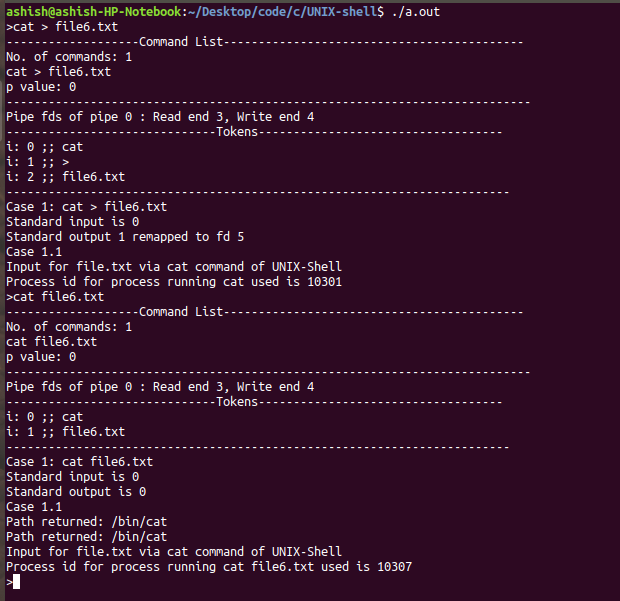 ashish@ashish-HP-Notebook:~/Desktop/code/c/UNIX-shell$ ./a.out
>cat > file6.txt
------------------Command List-----------------------------------------
No. of commands: 1
cat > file6.txt
p value: 0
------------------------------------------------------------------------
Pipe fds of pipe 0 : Read end 3, Write end 4
-----------------------------Tokens---------------------------------
i: 0 ;; cat
i: 1 ;; >
i: 2 ;; file6.txt
---------------------------------------------------------------------
Case 1: cat > file6.txt
Standard input is 0
Standard output 1 remapped to fd 5
Case 1.1
Input for file.txt via cat command of UNIX-Shell
Process id for process running cat used is 10301
>cat file6.txt
------------------Command List-----------------------------------------
No. of commands: 1
cat file6.txt
p value: 0
------------------------------------------------------------------------
Pipe fds of pipe 0 : Read end 3, Write end 4
-----------------------------Tokens---------------------------------
i: 0 ;; cat
i: 1 ;; file6.txt
---------------------------------------------------------------------
Case 1: cat file6.txt
Standard input is 0
Standard output is 0
Case 1.1
Path returned: /bin/cat
Path returned: /bin/cat
Input for file.txt via cat command of UNIX-Shell
Process id for process running cat file6.txt used is 10307
>